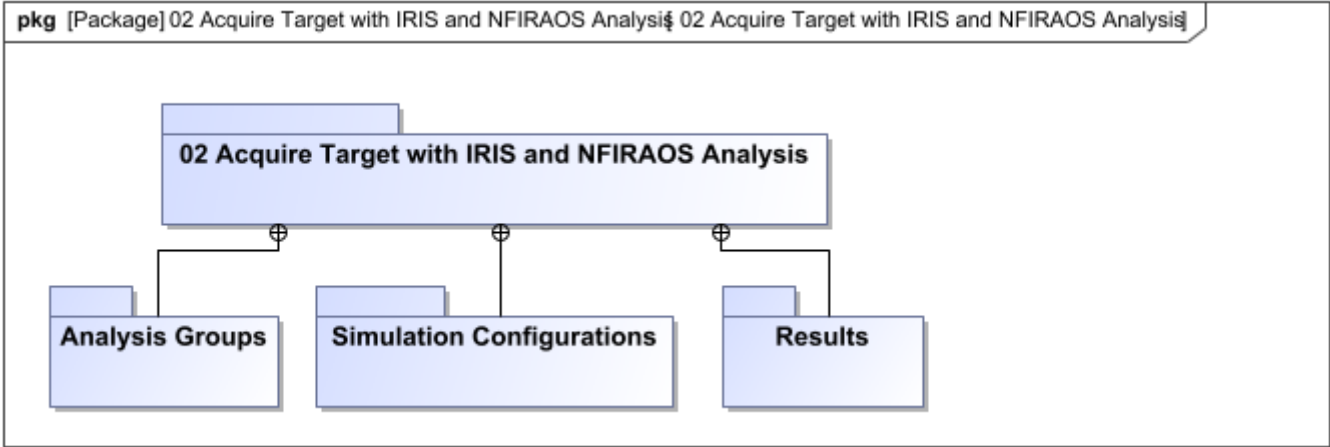 pkg [Package] 02 Acquire Target with IRIS and NFIRAOS Analysis[ 02 Acquire Target with IRIS and NFIRAOS Analysis]
02 Acquire Target with IRIS and NFIRAOS Analysis
Analysis Groups
Simulation Configurations
Results